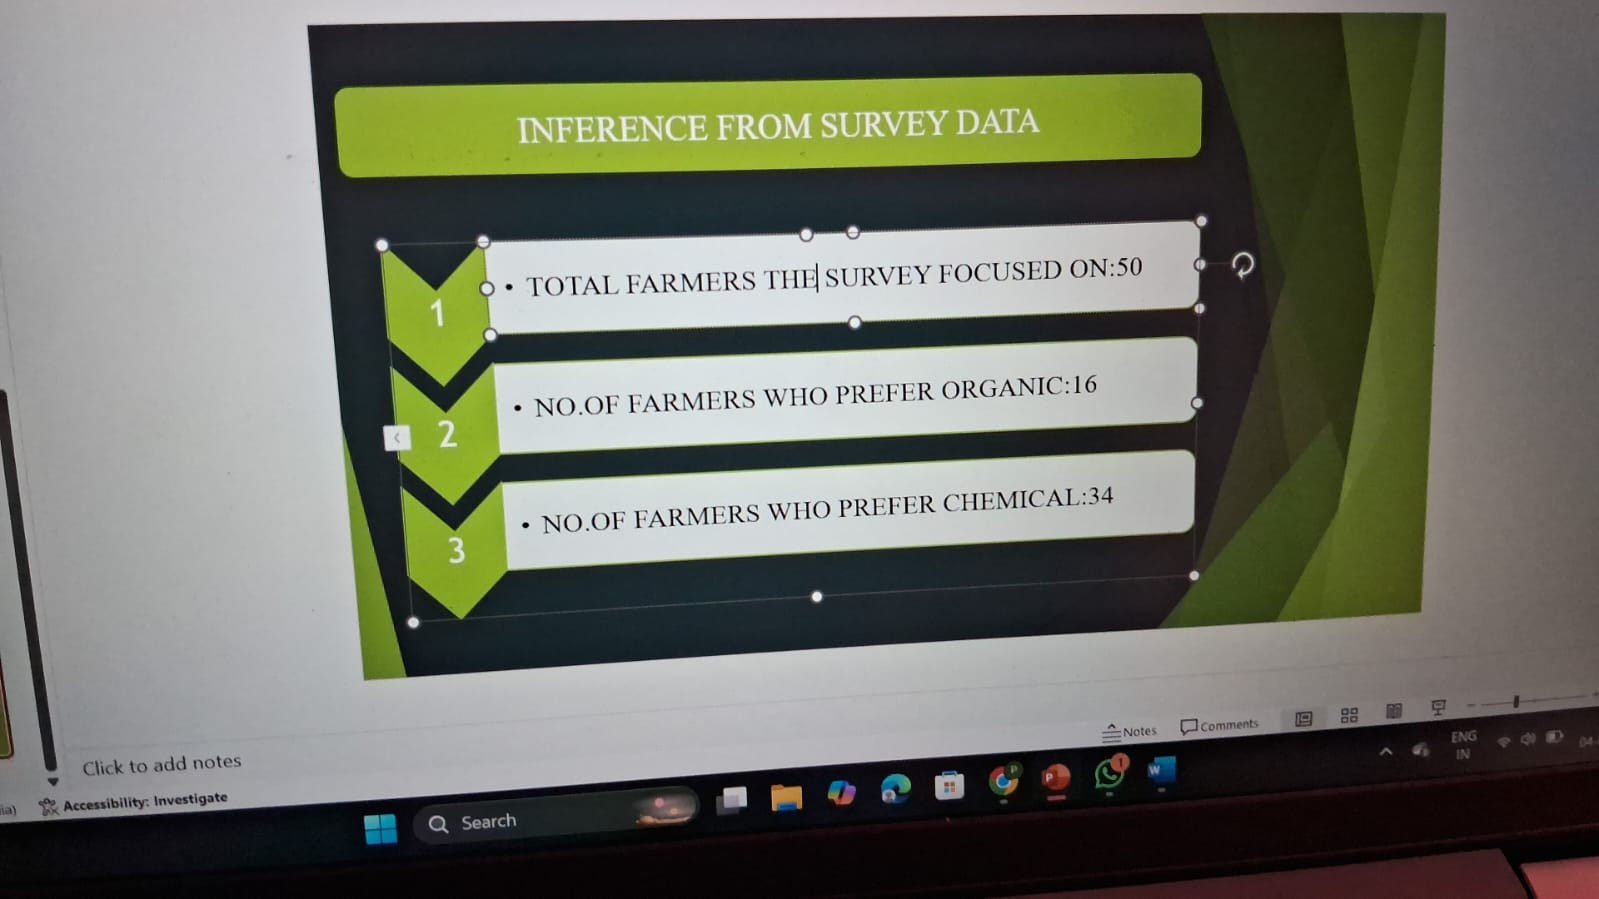 INFERENCE FROM SURVEY DATA
1
• TOTAL FARMERS THE SURVEY FOCUSED ON:50
2
• NO.OF FARMERS WHO PREFER ORGANIC:16
3
• NO.OF FARMERS WHO PREFER CHEMICAL:34
Click to add notes
Notes
Comments
Accessibility: Investigate
Search
ENG
IN